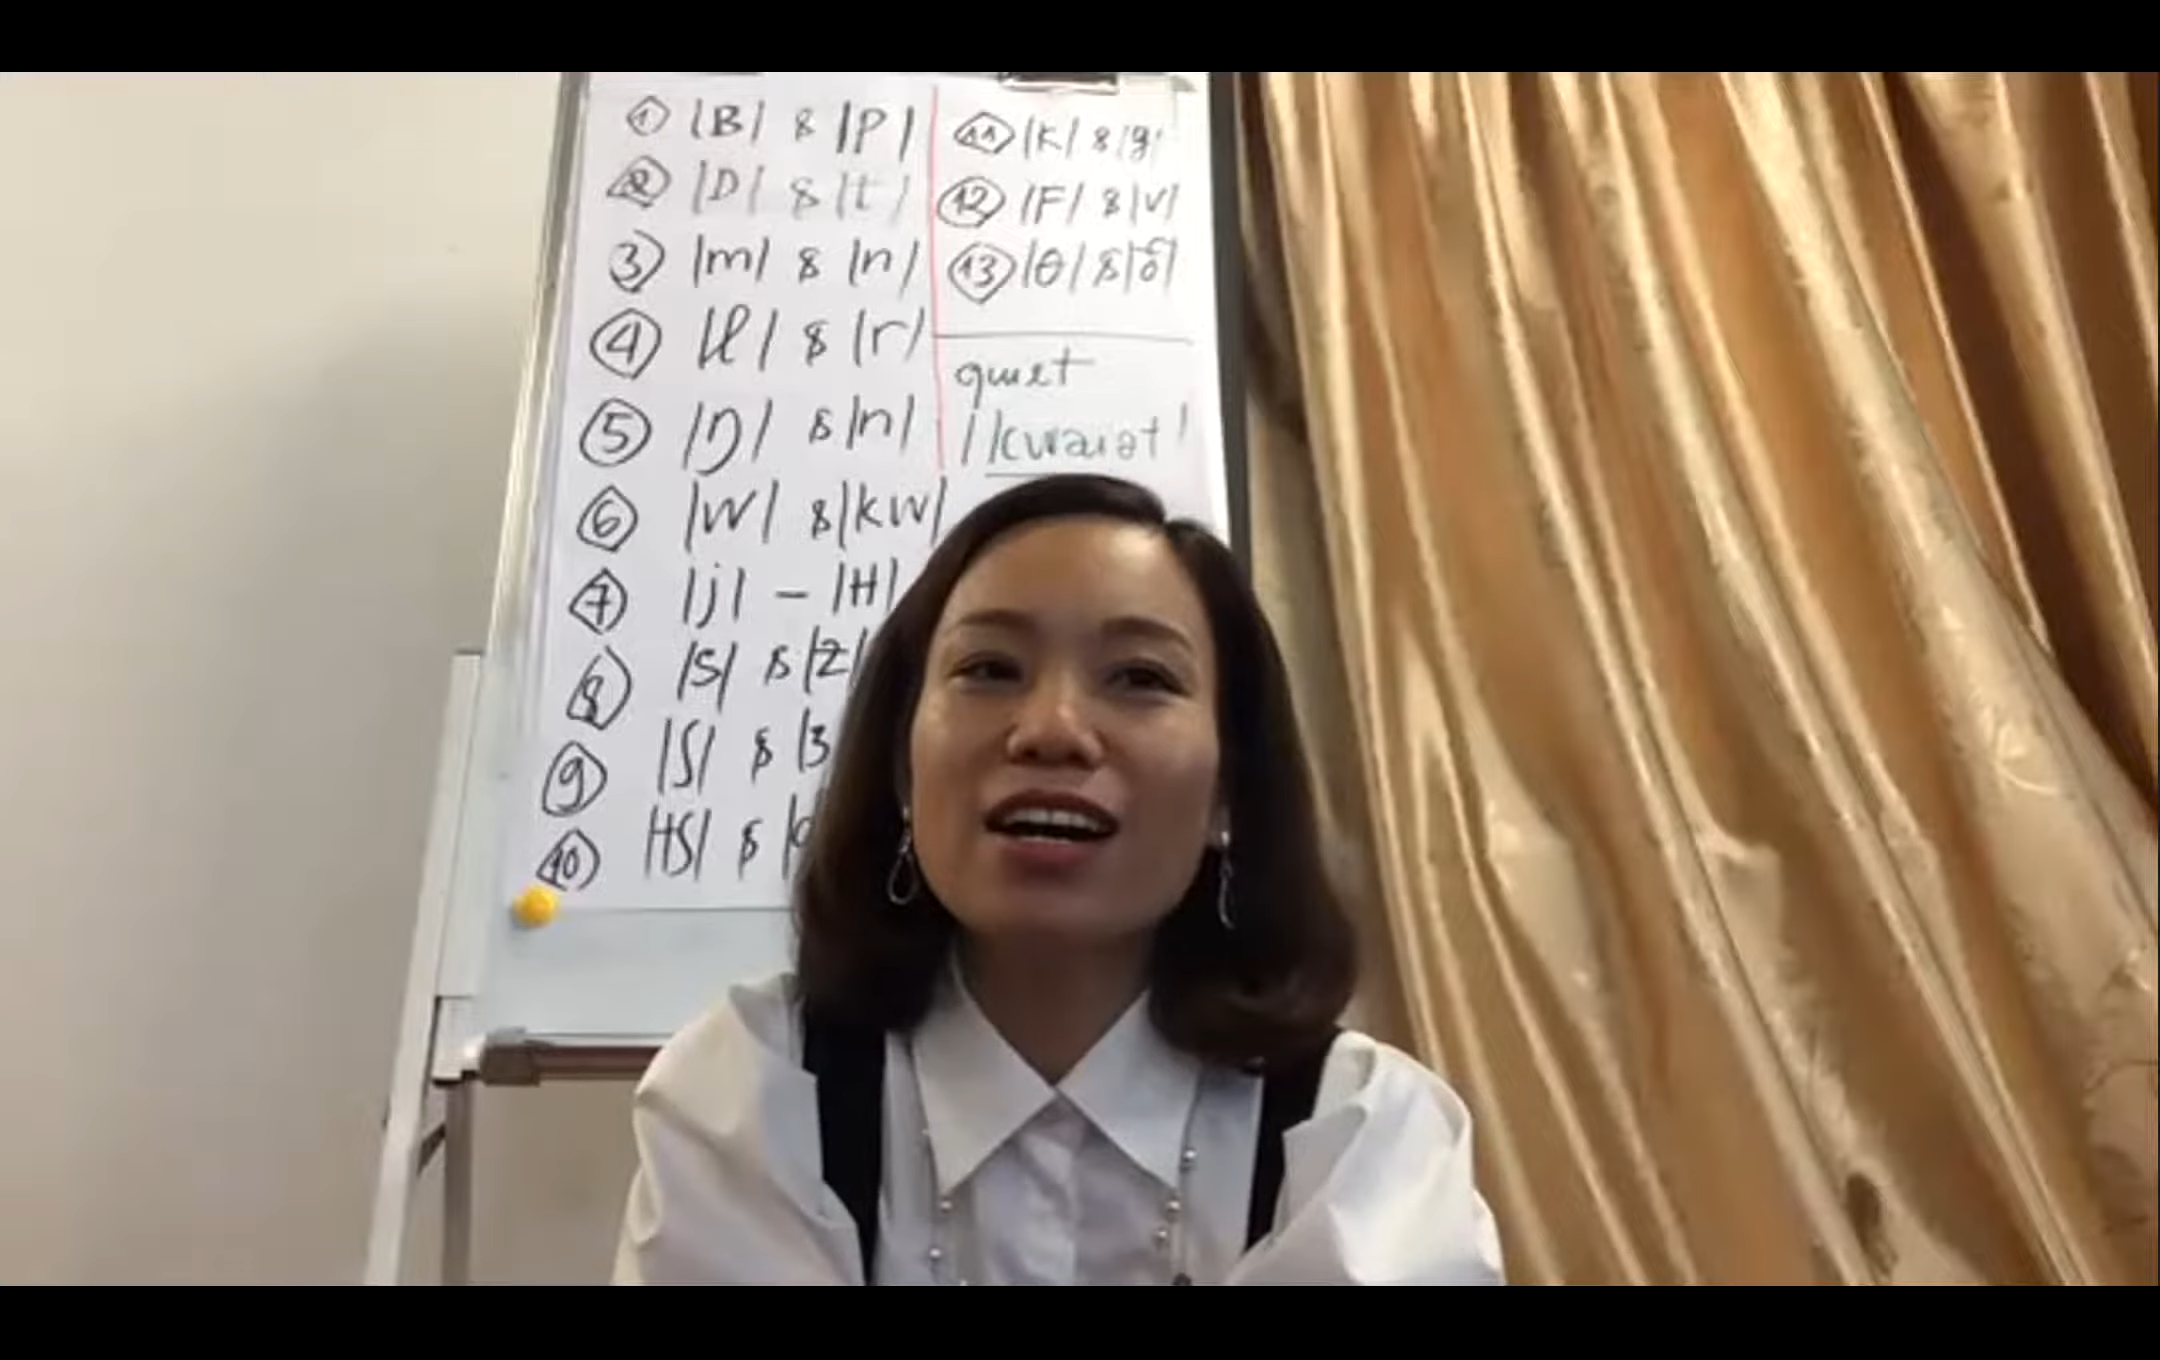 1 /B/ & /P/
2 /D/ & /t/
3 /m/ & /n/
4 /l/ & /r/
5 /ŋ/ & /n/
6 /w/ & /kw/
7 /j/ - /H/
8 /s/ & /z/
9 /ʃ/ & /ʒ
10 /tʃ/ & /
11 /k/ & /g/
12 /F/ & /v/
13 /θ/ & /ð/
quiet
/kwaiət/